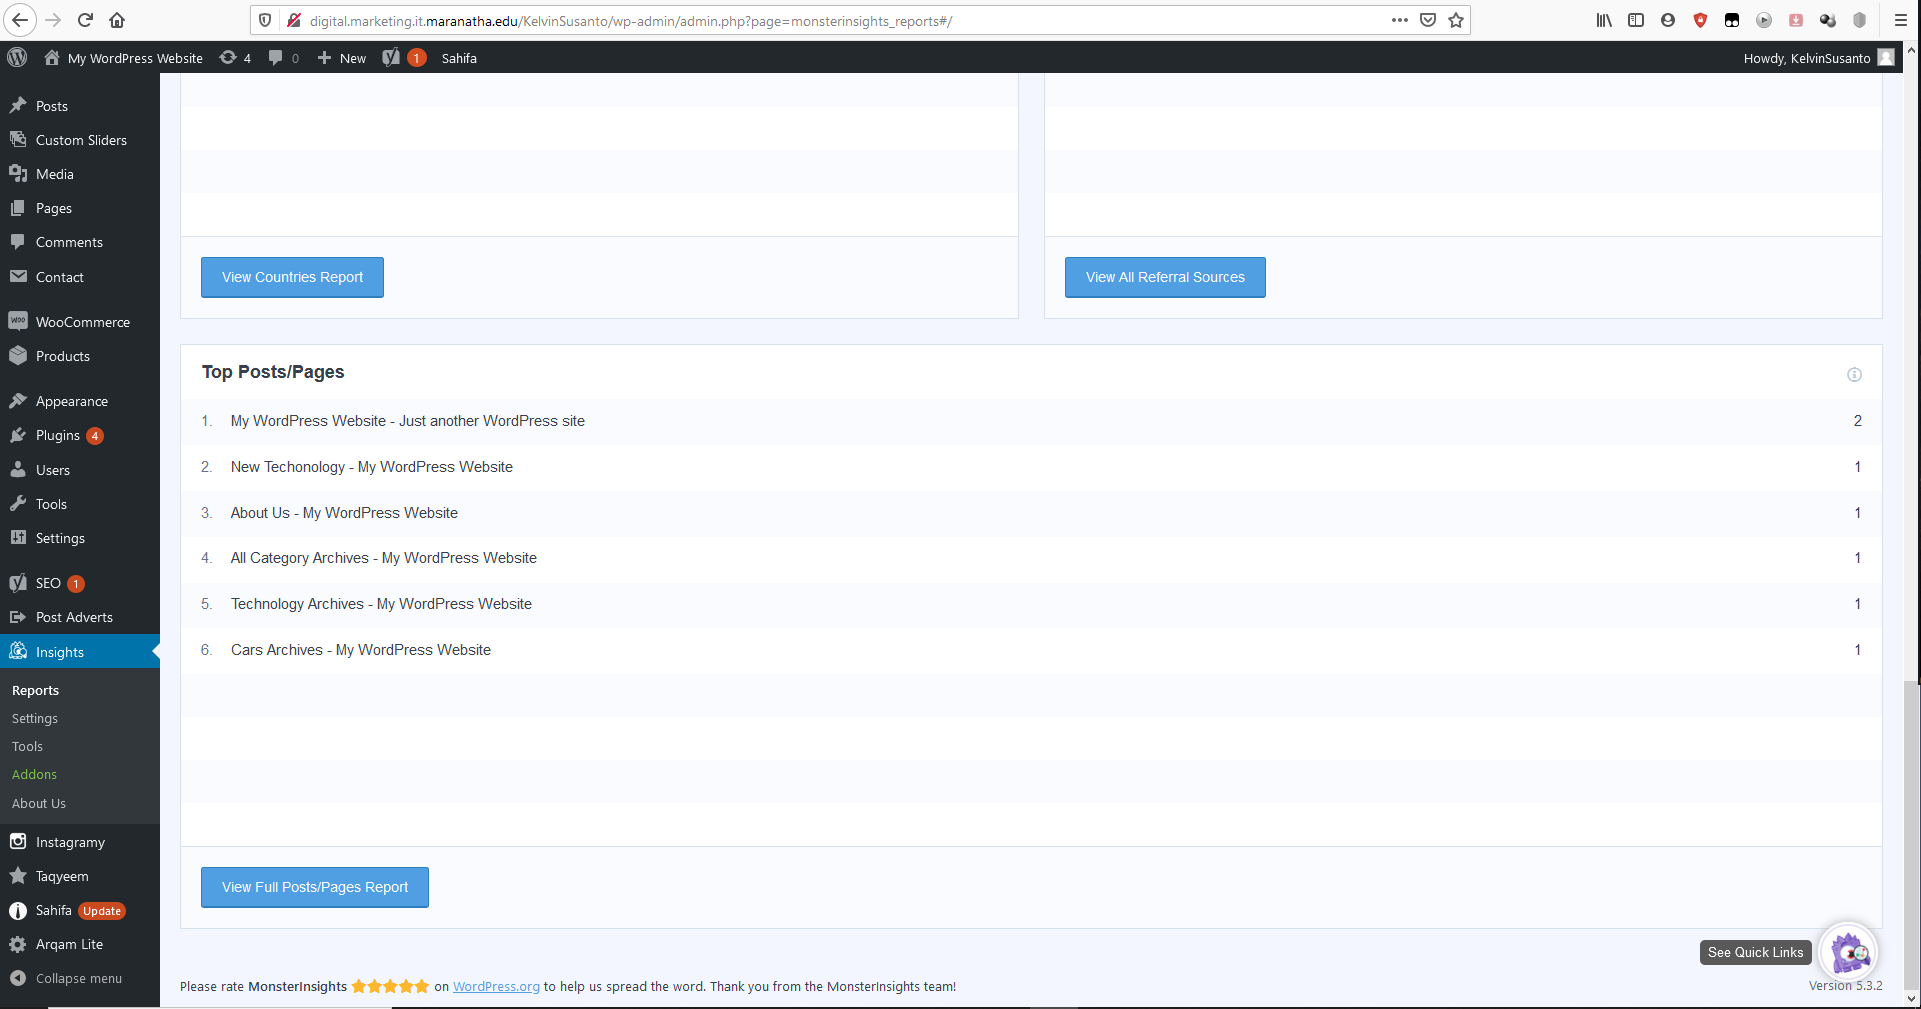 digital.marketing.it.maranatha.edu/KelvinSusanto/wp-admin/admin.php?page=monsterinsights_reports#/
My WordPress Website 4 0 New 1 Sahifa Howdy, KelvinSusanto
Posts
Custom Sliders
Media
Pages
Comments
Contact
WooCommerce
Products
Appearance
Plugins 4
Users
Tools
Settings
SEO 1
Post Adverts
Insights
Reports
Settings
Tools
Addons
About Us
Instagramy
Taqyeem
Sahifa Update
Arqam Lite
Collapse menu
View Countries Report
View All Referral Sources
Top Posts/Pages
1. My WordPress Website - Just another WordPress site 2
2. New Techonology - My WordPress Website 1
3. About Us - My WordPress Website 1
4. All Category Archives - My WordPress Website 1
5. Technology Archives - My WordPress Website 1
6. Cars Archives - My WordPress Website 1
View Full Posts/Pages Report
See Quick Links
Please rate MonsterInsights on WordPress.org to help us spread the word. Thank you from the MonsterInsights team!
Version 5.3.2